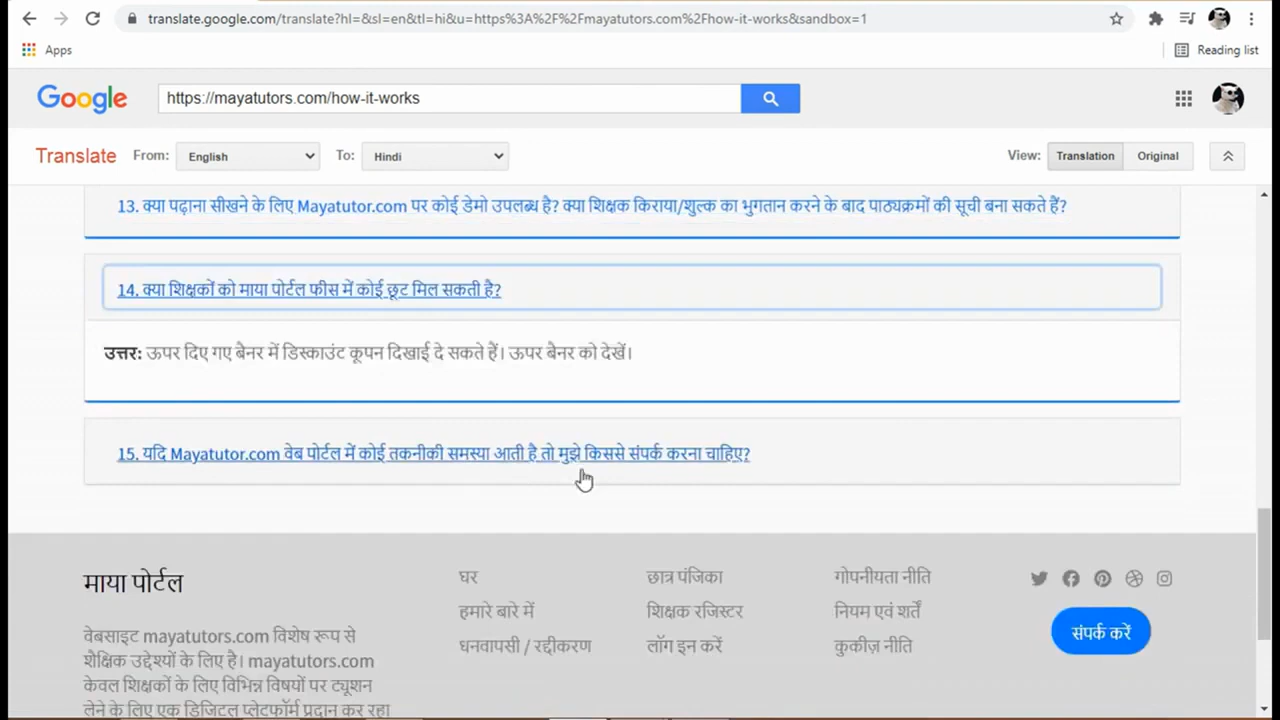 translate.google.com/translate?hl=&sl=en&tl=hi&u=https%3A%2F%2Fmayatutors.com%2Fhow-it-works&sandbox=1
Apps
Reading list
Google
https://mayatutors.com/how-it-works
Translate From: English To: Hindi View: Translation Original
13. क्या पढ़ाना सीखने के लिए Mayatutor.com पर कोई डेमो उपलब्ध है? क्या शिक्षक किराया/शुल्क का भुगतान करने के बाद पाठ्यक्रमों की सूची बना सकते हैं?
14. क्या शिक्षकों को माया पोर्टल फीस में कोई छूट मिल सकती है?
उत्तर: ऊपर दिए गए बैनर में डिस्काउंट कूपन दिखाई दे सकते हैं। ऊपर बैनर को देखें।
15. यदि Mayatutor.com वेब पोर्टल में कोई तकनीकी समस्या आती है तो मुझे किससे संपर्क करना चाहिए?
माया पोर्टल
वेबसाइट mayatutors.com विशेष रूप से
शैक्षिक उद्देश्यों के लिए है। mayatutors.com
केवल शिक्षकों के लिए विभिन्न विषयों पर ट्यूशन
लेने के लिए एक डिजिटल प्लेटफॉर्म प्रदान कर रहा
घर
हमारे बारे में
धनवापसी / रद्दीकरण
छात्र पंजिका
शिक्षक रजिस्टर
लॉग इन करें
गोपनीयता नीति
नियम एवं शर्तें
कुकीज़ नीति
संपर्क करें